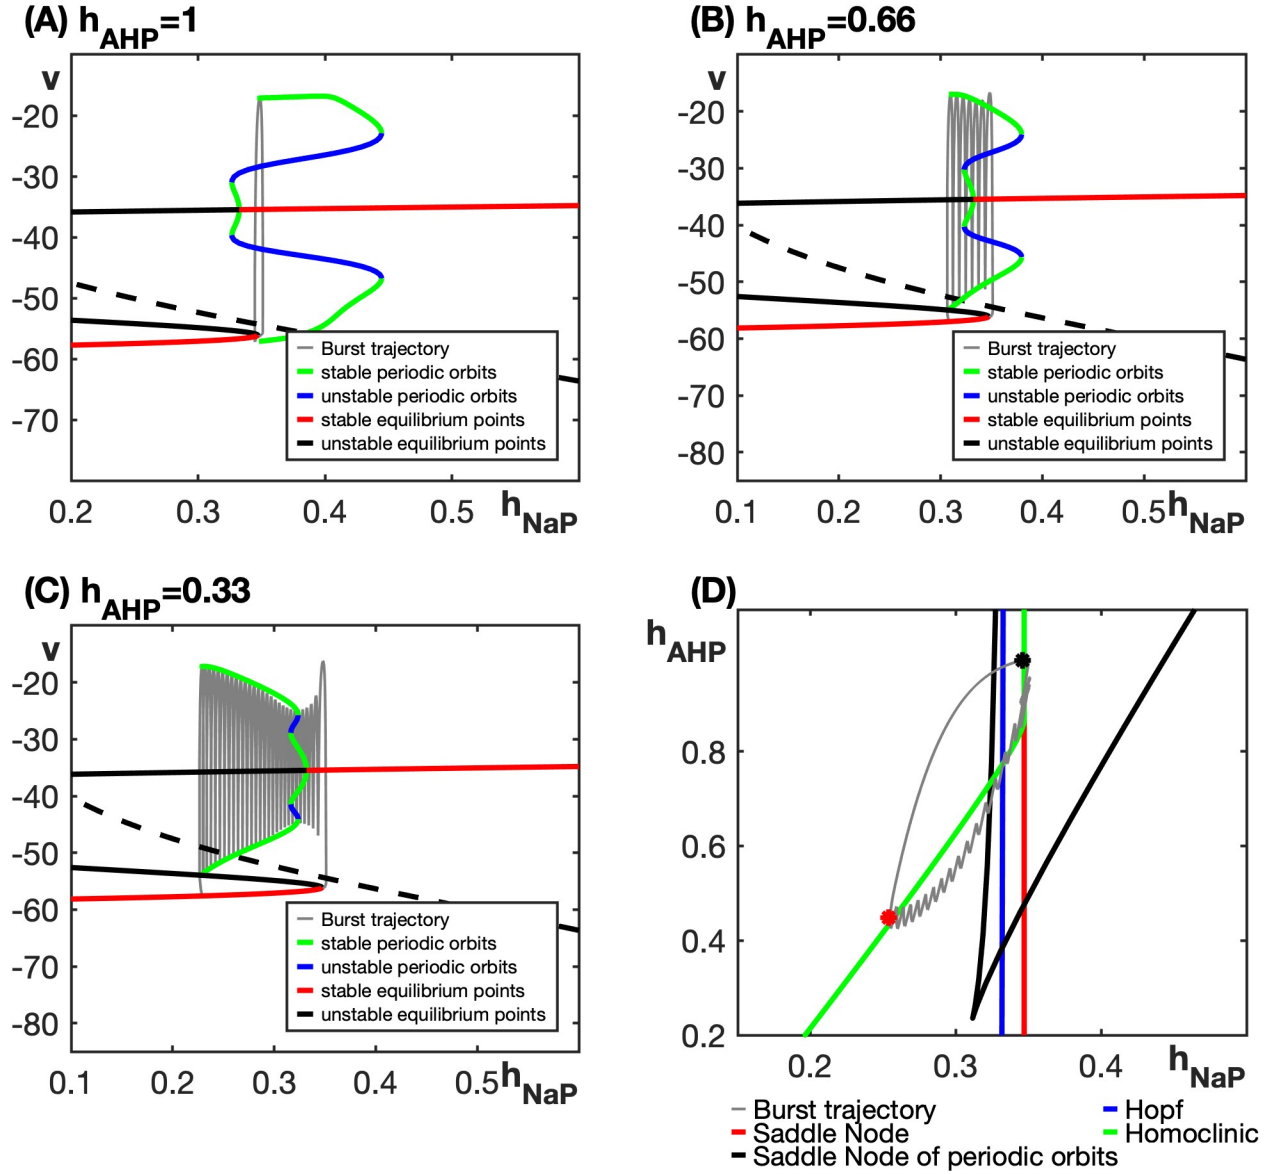 (A) hAHP=1
v
-20
-30
-40
-50
-60
-70
0.2 0.3 0.4 0.5 hNaP
Burst trajectory
stable periodic orbits
unstable periodic orbits
stable equilibrium points
unstable equilibrium points
(B) hAHP=0.66
v
-20
-30
-40
-50
-60
-70
-80
0.1 0.2 0.3 0.4 0.5 hNaP
Burst trajectory
stable periodic orbits
unstable periodic orbits
stable equilibrium points
unstable equilibrium points
(C) hAHP=0.33
v
-20
-30
-40
-50
-60
-70
-80
0.1 0.2 0.3 0.4 0.5 hNaP
Burst trajectory
stable periodic orbits
unstable periodic orbits
stable equilibrium points
unstable equilibrium points
(D)
hAHP
0.8
0.6
0.4
0.2
0.2 0.3 0.4 hNaP
Burst trajectory
Saddle Node
Saddle Node of periodic orbits
Hopf
Homoclinic